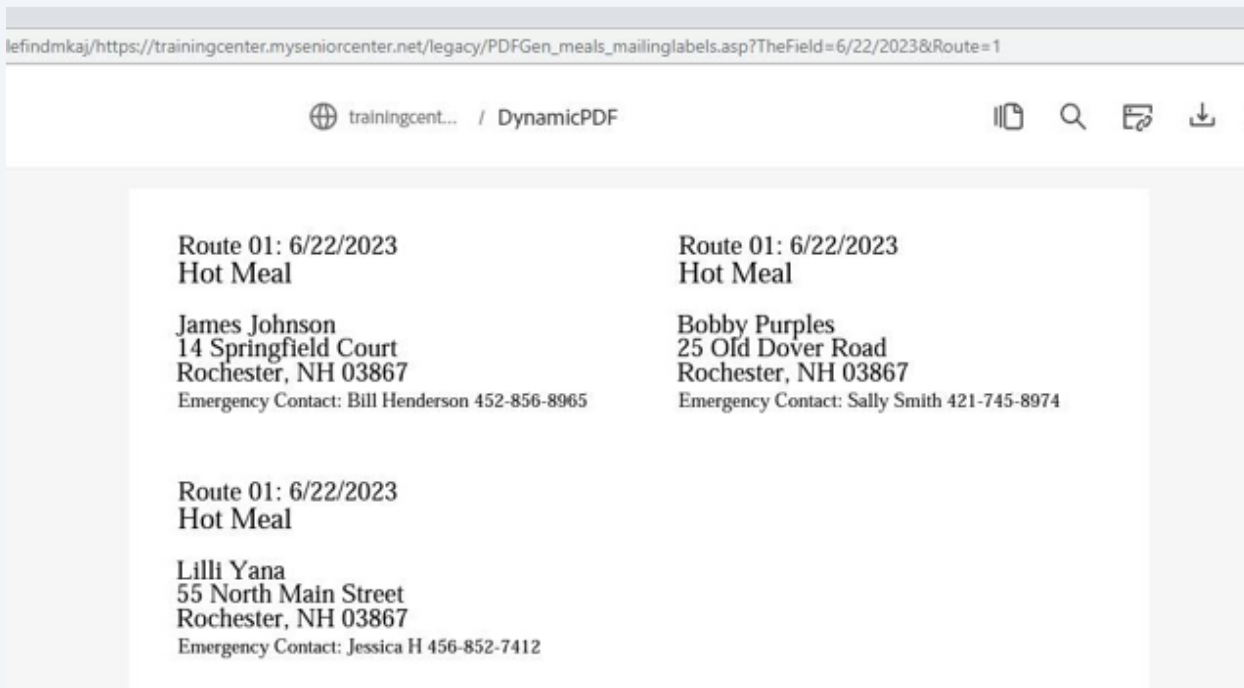 lefindmkaj/https://trainingcenter.myseniorcenter.net/legacy/PDFGen_meals_mailinglabels.asp?TheField=6/22/2023&Route=1
trainingcent... / DynamicPDF
Route 01: 6/22/2023
Hot Meal
James Johnson
14 Springfield Court
Rochester, NH 03867
Emergency Contact: Bill Henderson 452-856-8965
Route 01: 6/22/2023
Hot Meal
Bobby Purples
25 Old Dover Road
Rochester, NH 03867
Emergency Contact: Sally Smith 421-745-8974
Route 01: 6/22/2023
Hot Meal
Lilli Yana
55 North Main Street
Rochester, NH 03867
Emergency Contact: Jessica H 456-852-7412